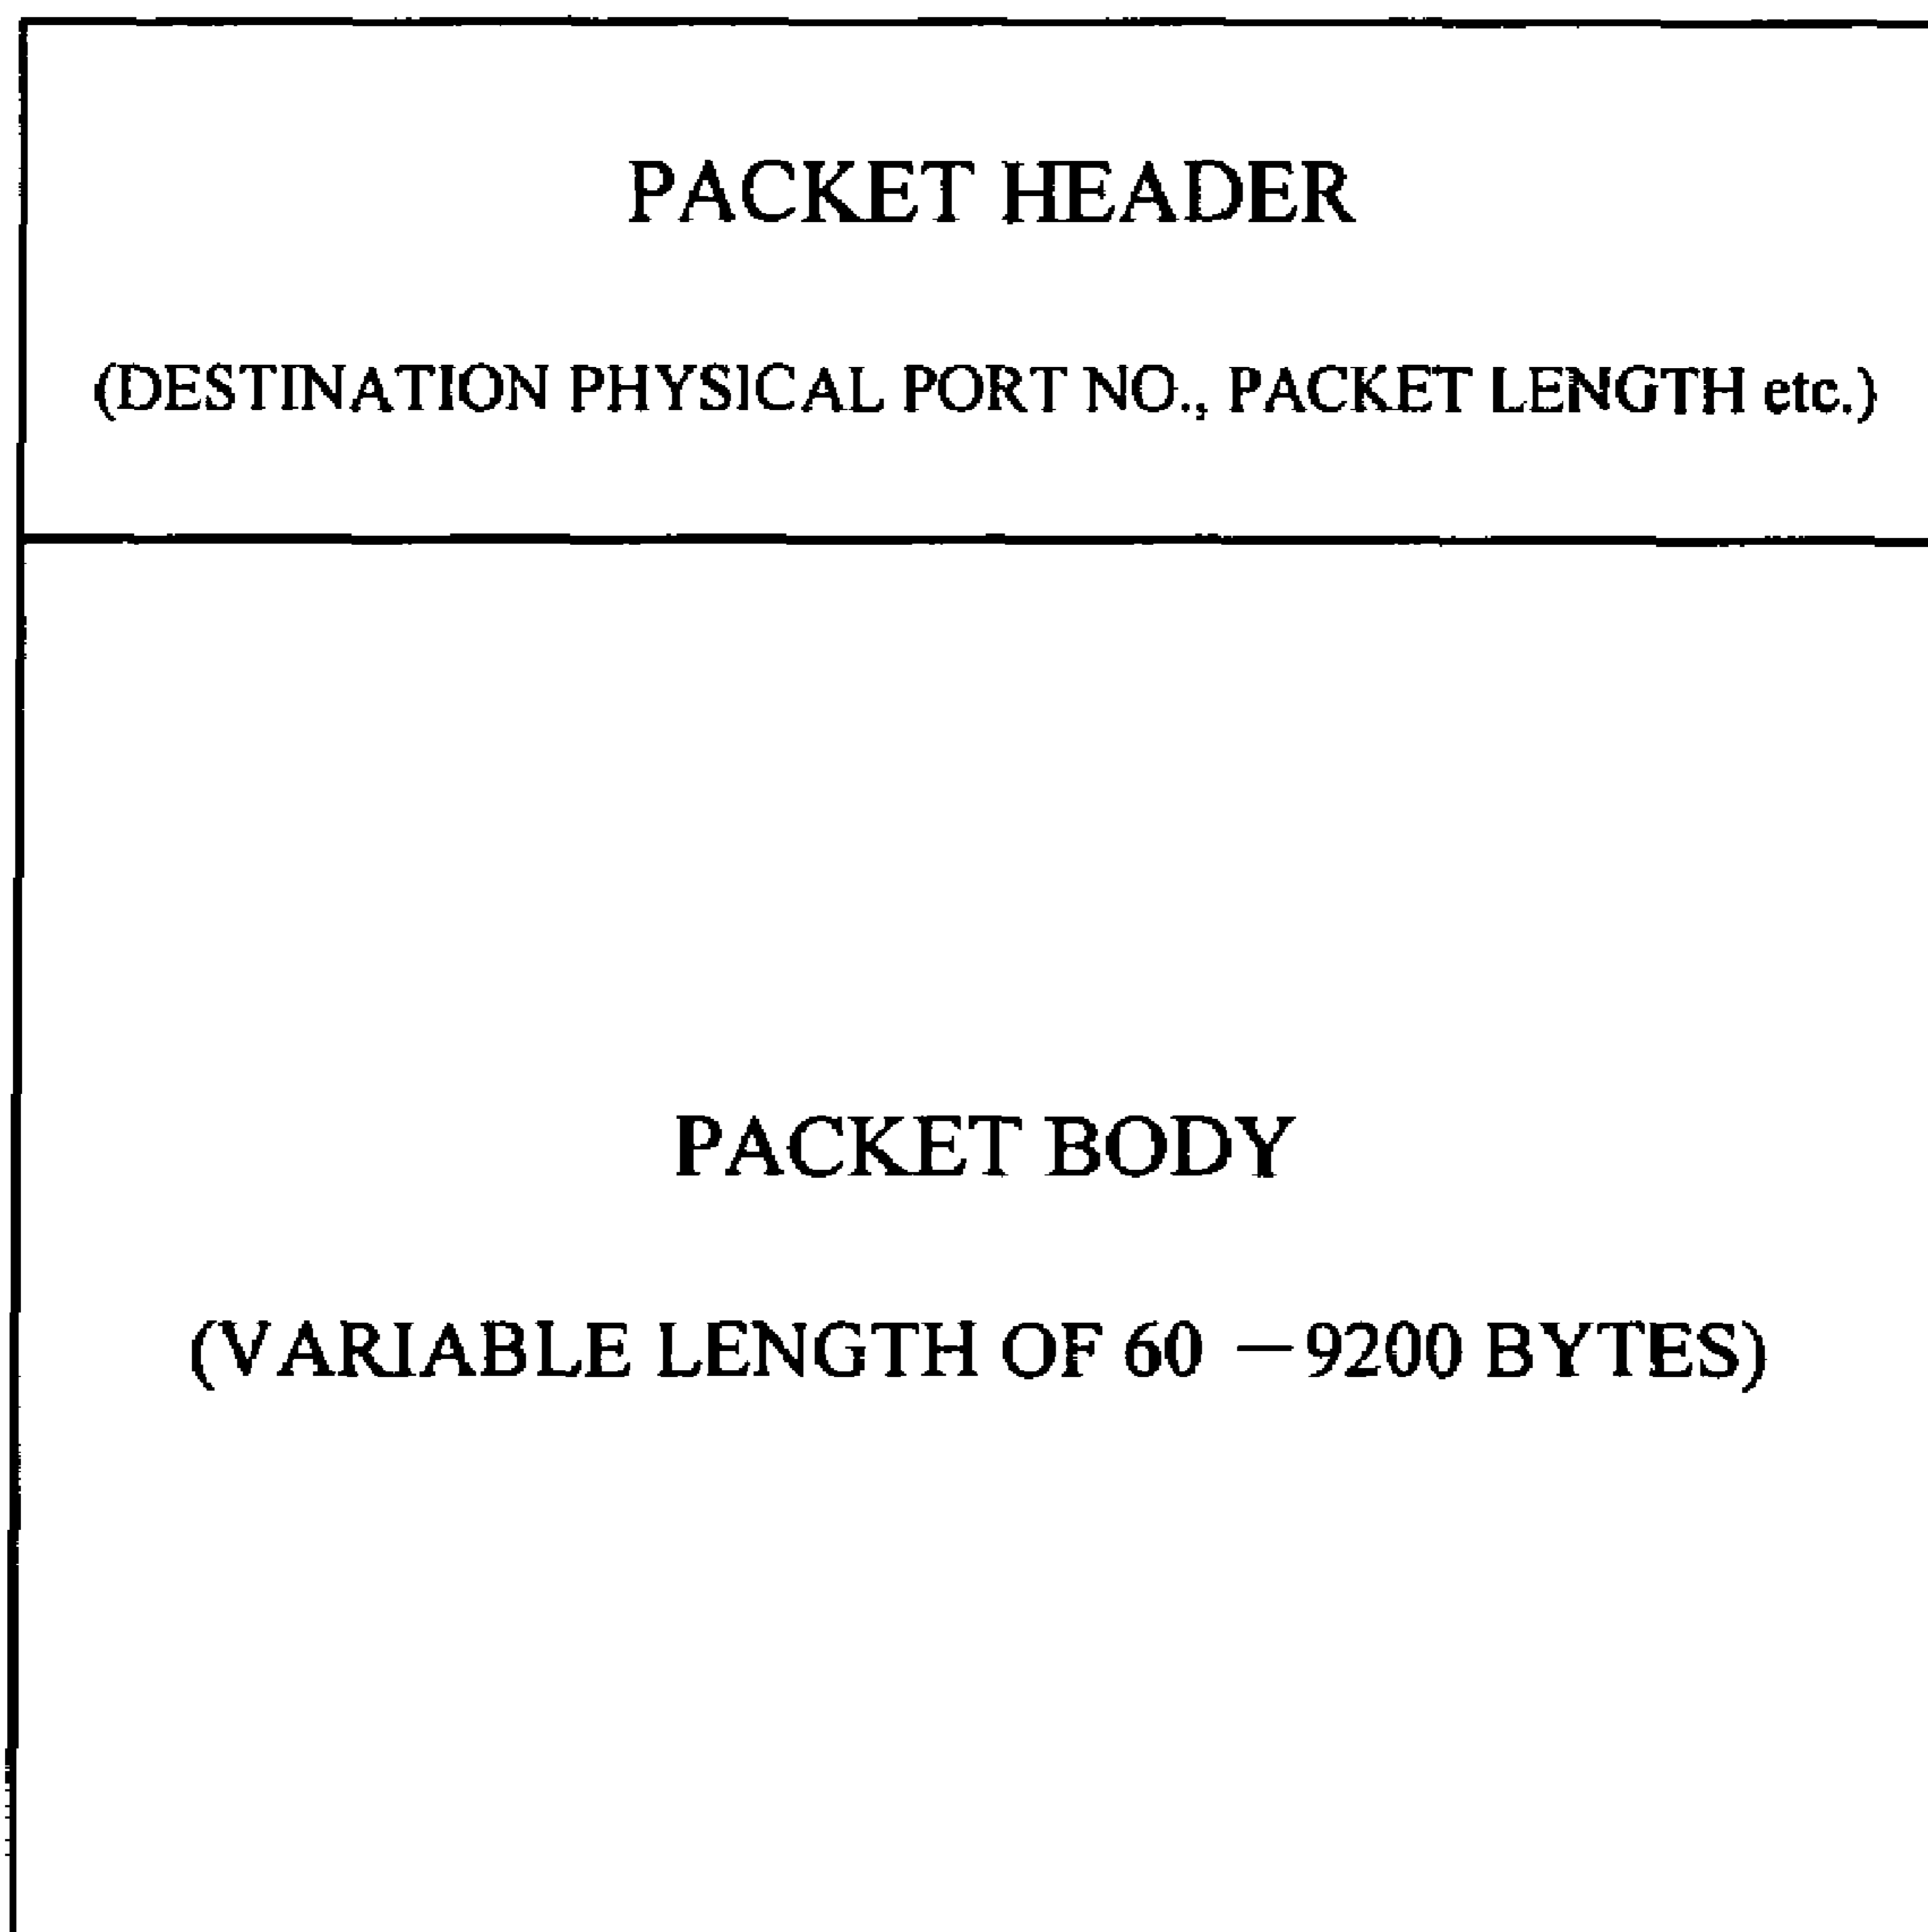 PACKET HEADER
(DESTINATION PHYSICAL PORT NO., PACKET LENGTH etc.)
PACKET BODY
(VARIABLE LENGTH OF 60 —9200 BYTES)